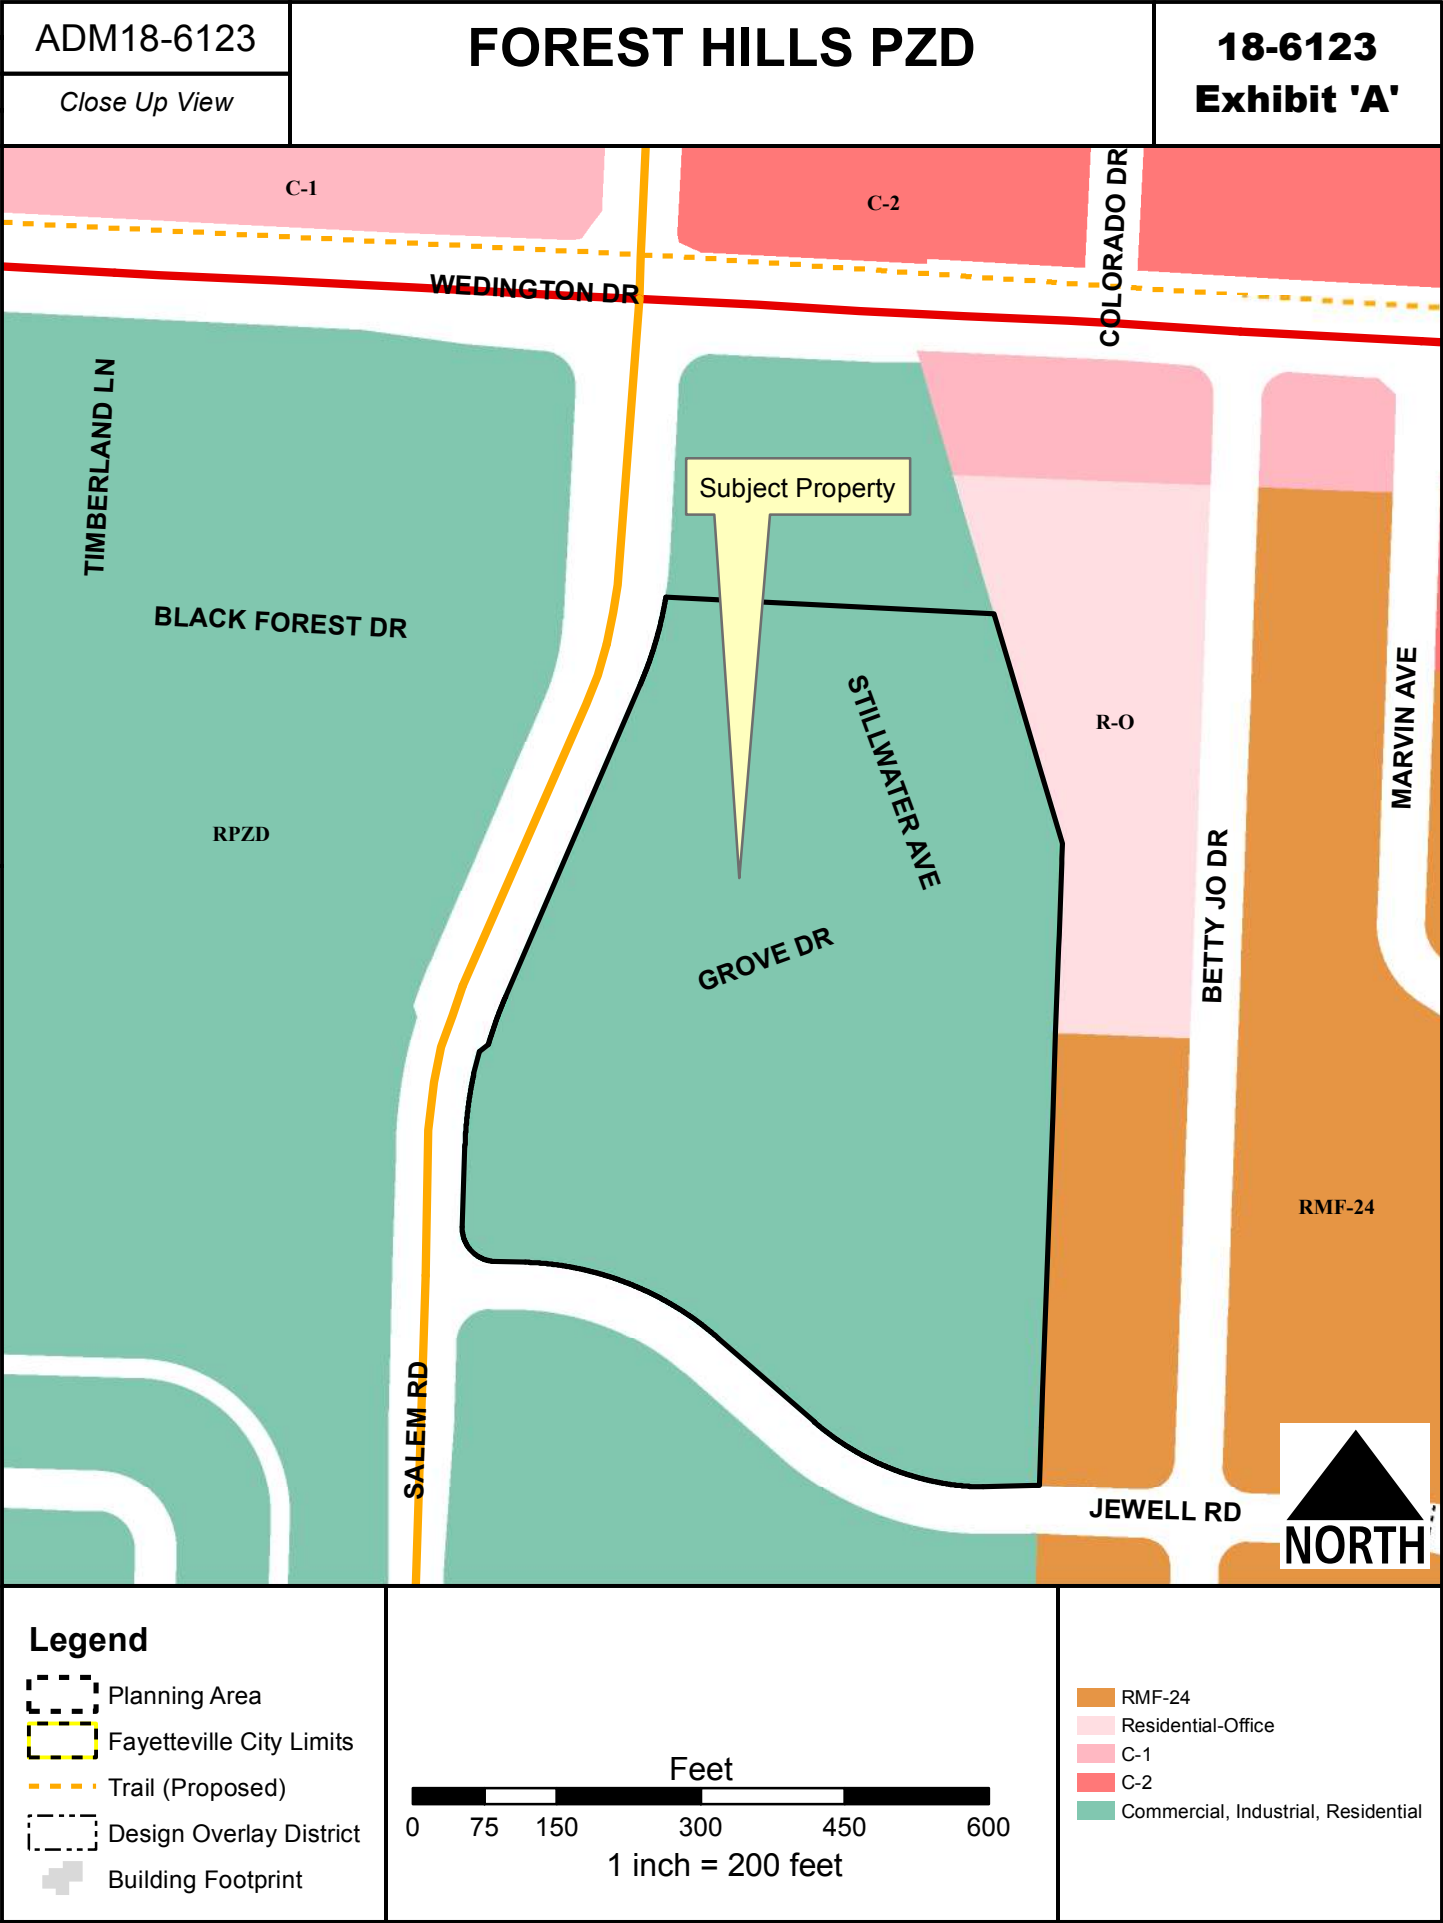 ADM18-6123
Close Up View
FOREST HILLS PZD
18-6123
Exhibit 'A'
C-1
C-2
COLORADO DR
WEDINGTON DR
TIMBERLAND LN
Subject Property
BLACK FOREST DR
STILLWATER AVE
MARVIN AVE
R-O
RPZD
BETTY JO DR
GROVE DR
RMF-24
SALEM RD
JEWELL RD
NORTH
Legend
Planning Area
Fayetteville City Limits
Trail (Proposed)
Design Overlay District
Building Footprint
Feet
0 75 150 300 450 600
1 inch = 200 feet
RMF-24
Residential-Office
C-1
C-2
Commercial, Industrial, Residential